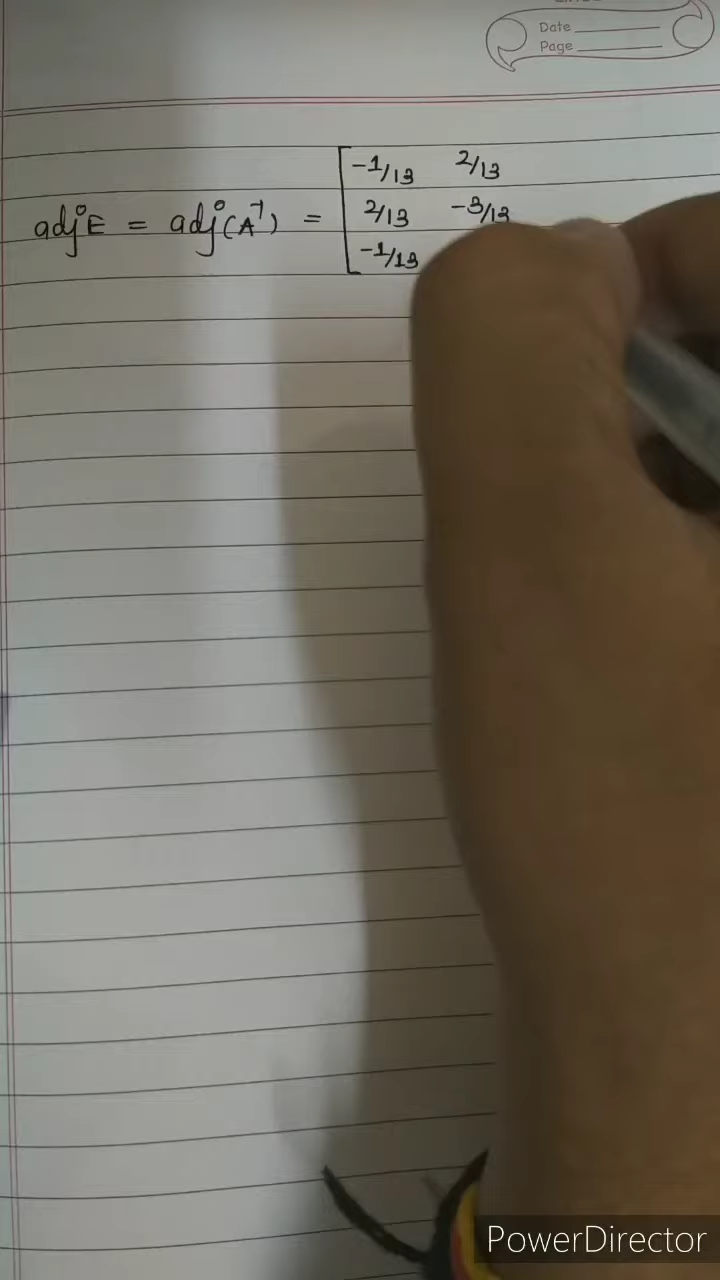 Date
Page
adj E = adj (A⁻¹) = [ -1/13 2/13
2/13 -3/13
-1/13
PowerDirector